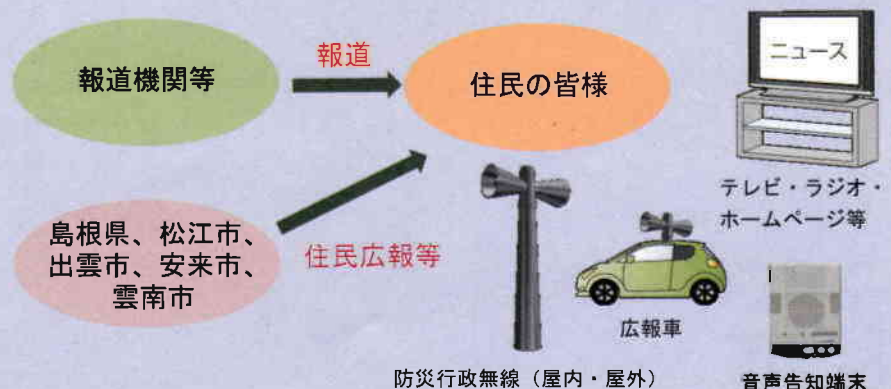 報道機関等
報道
住民の皆様
ニュース
テレビ・ラジオ・
ホームページ等
島根県、松江市、
出雲市、安来市、
雲南市
住民広報等
広報車
防災行政無線（屋内・屋外）
音声告知端末